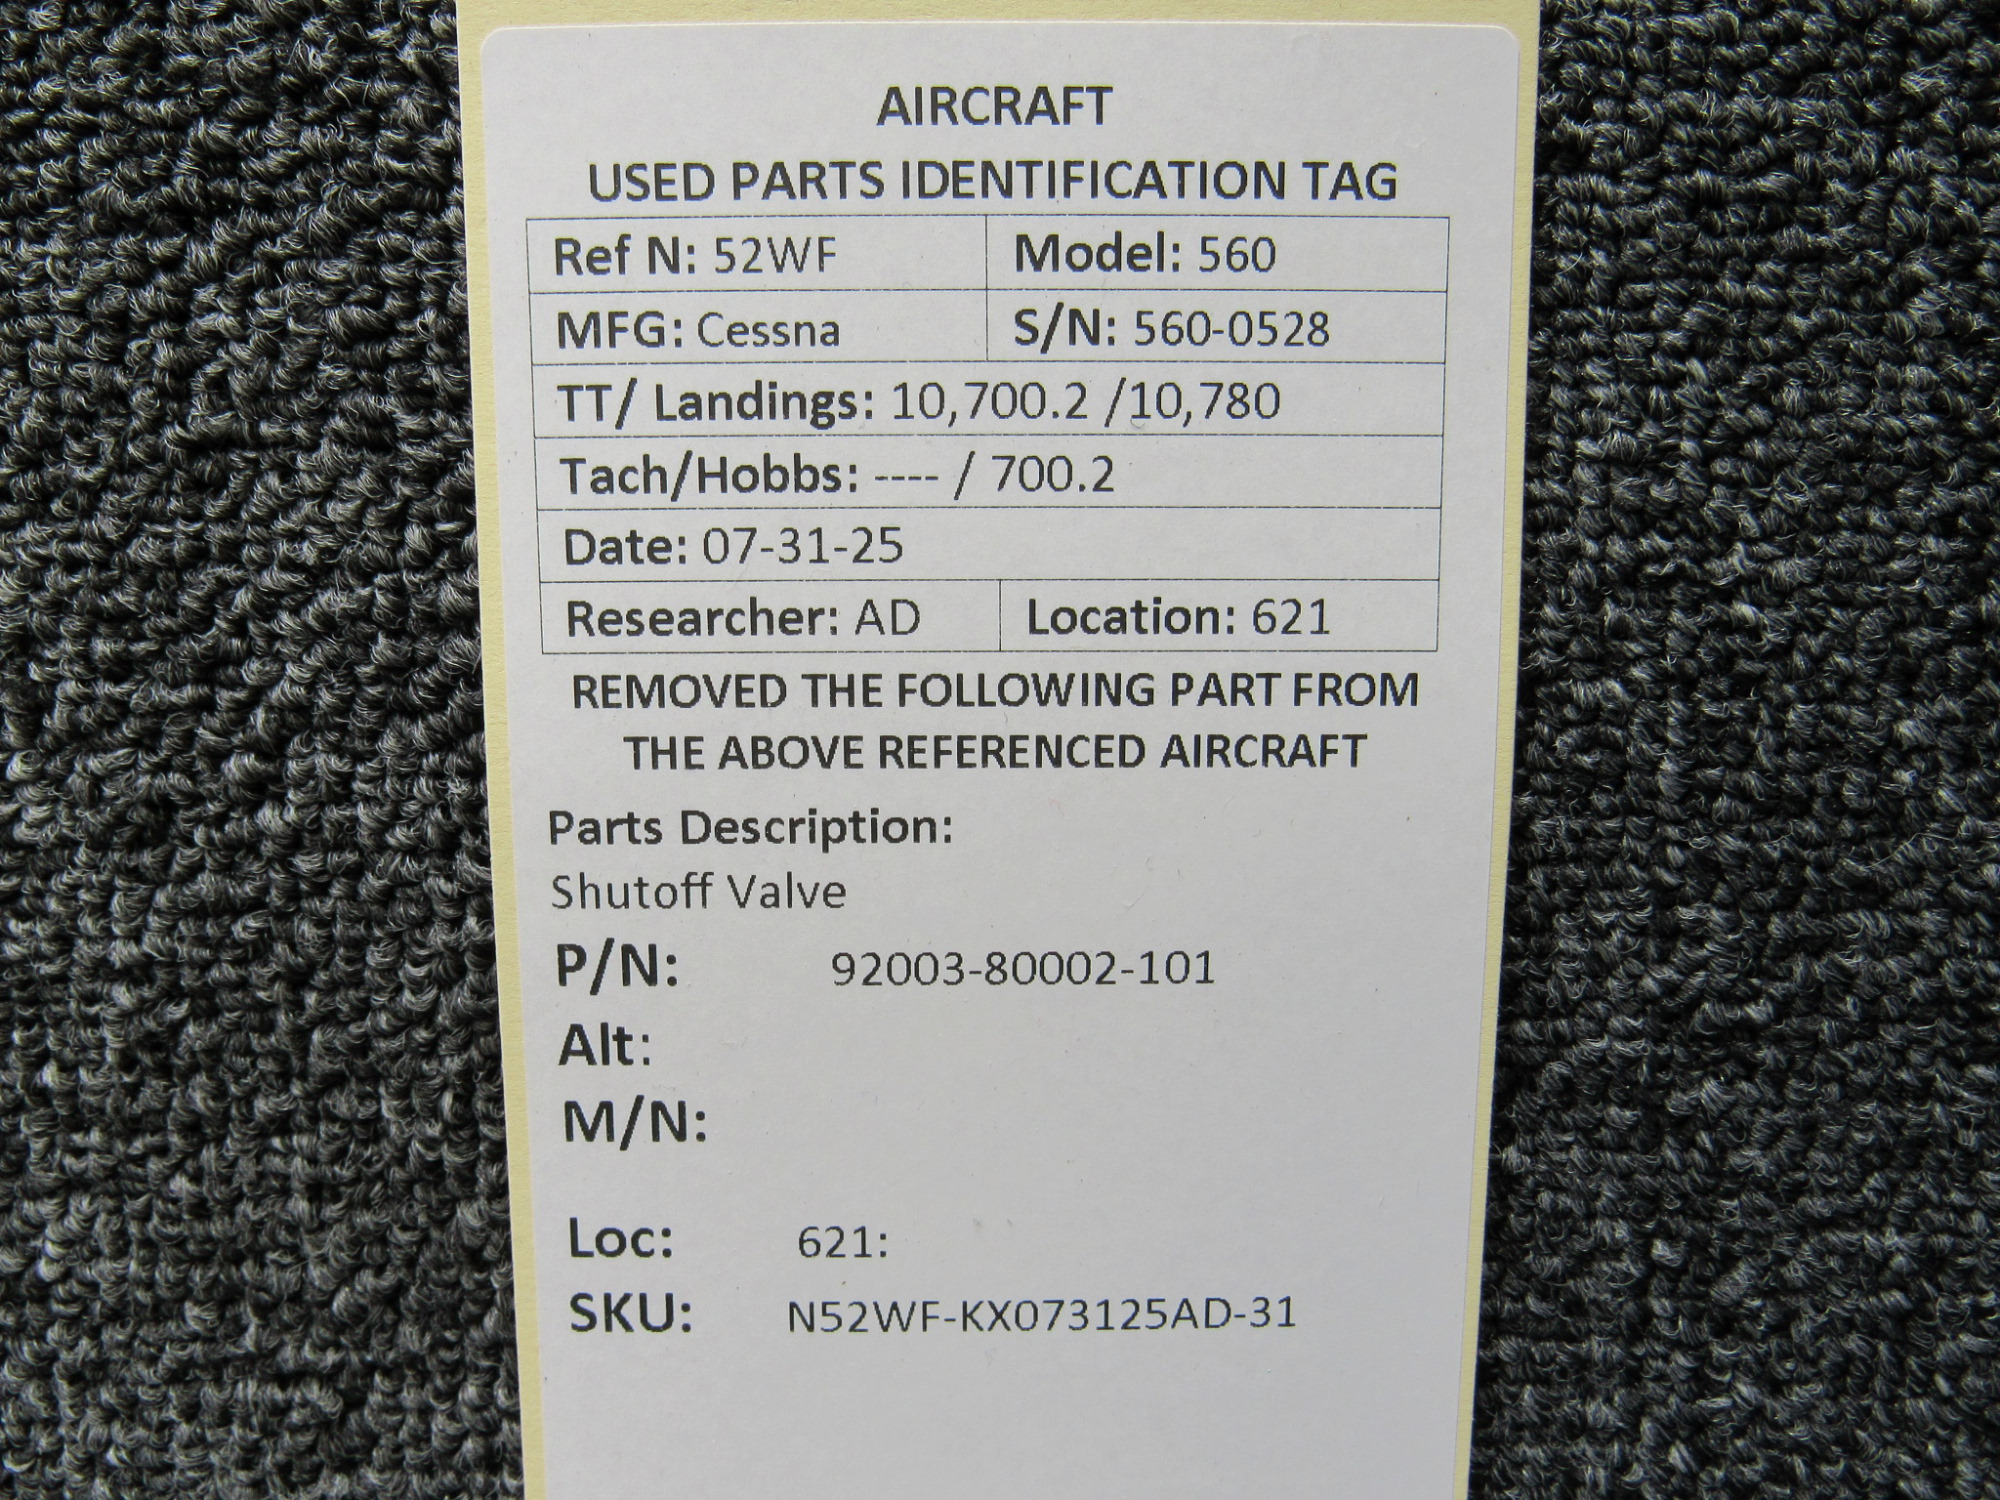 AIRCRAFT
USED PARTS IDENTIFICATION TAG
Ref N: 52WF Model: 560
MFG: Cessna S/N: 560-0528
TT/ Landings: 10,700.2 /10,780
Tach/Hobbs: ---- / 700.2
Date: 07-31-25
Researcher: AD Location: 621
REMOVED THE FOLLOWING PART FROM
THE ABOVE REFERENCED AIRCRAFT
Parts Description:
Shutoff Valve
P/N: 92003-80002-101
Alt:
M/N:
Loc: 621:
SKU: N52WF-KX073125AD-31